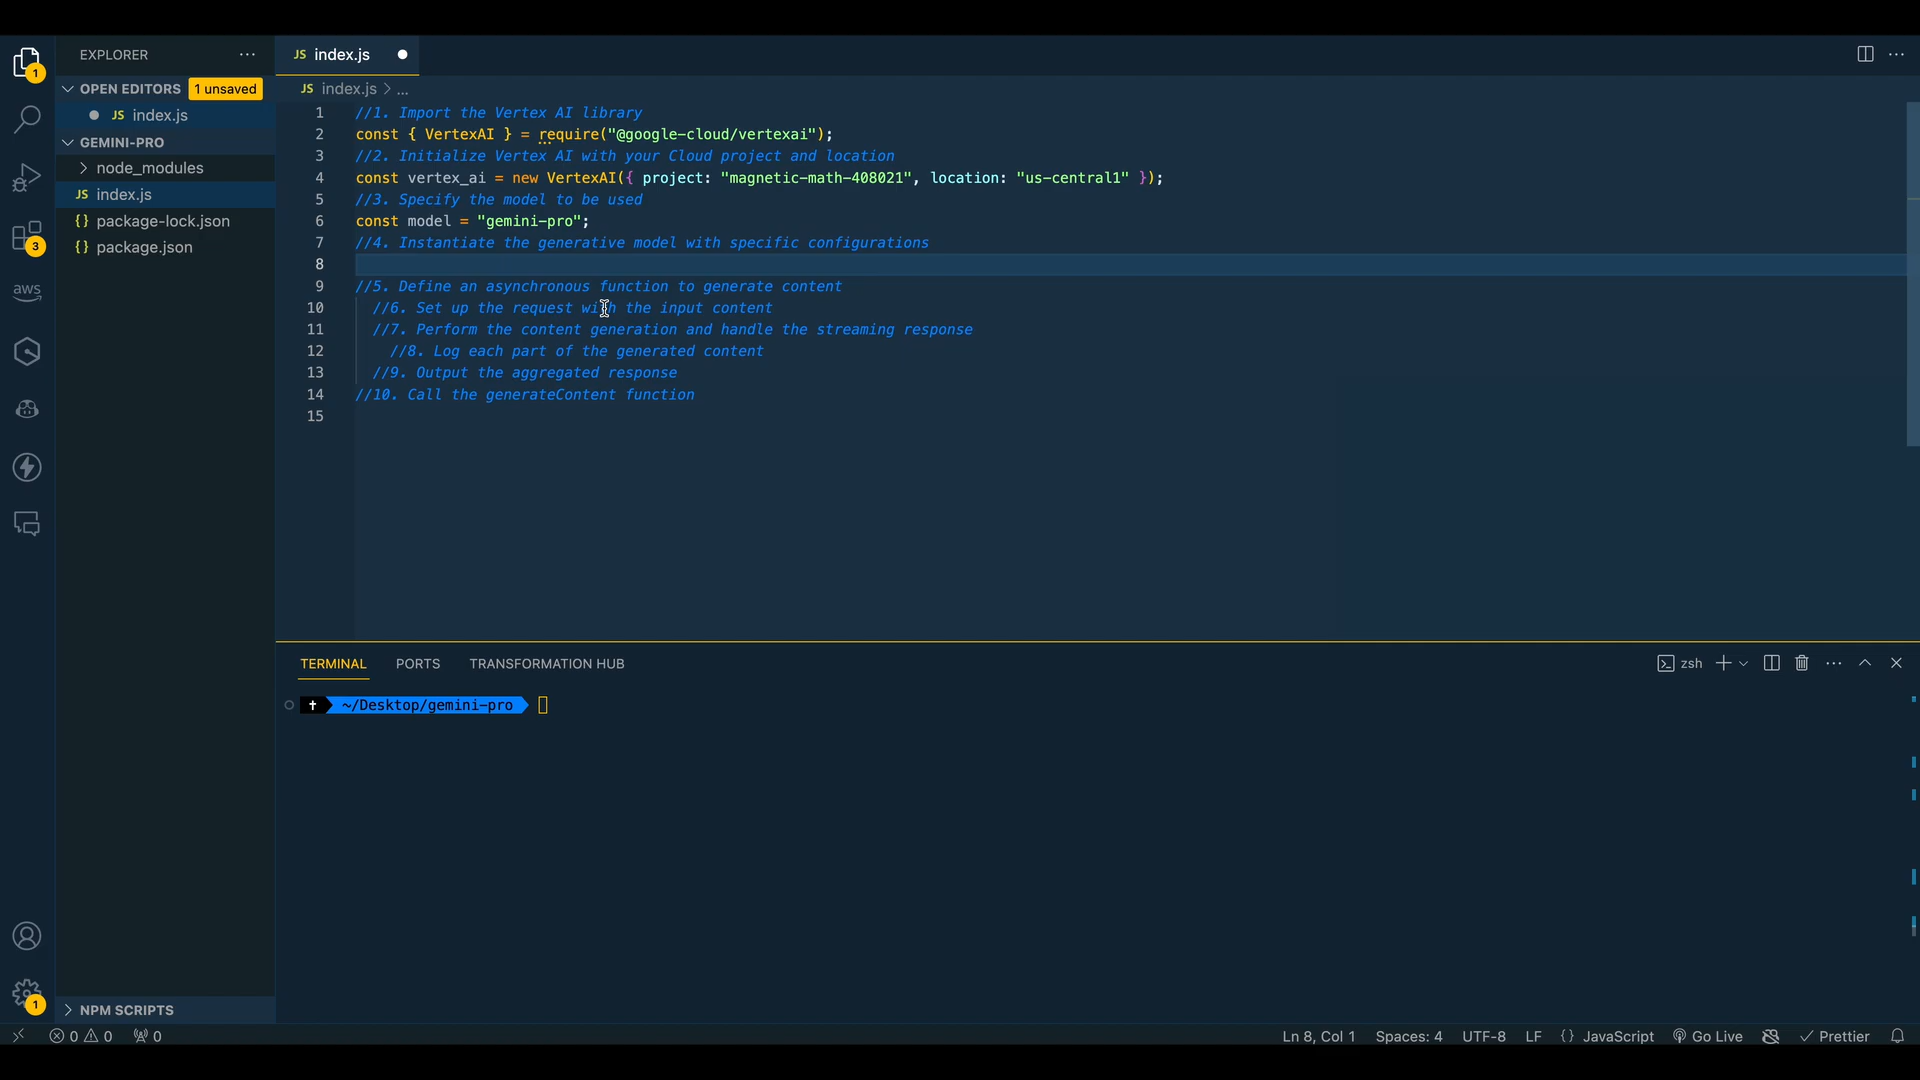 EXPLORER
OPEN EDITORS 1 unsaved
JS index.js
GEMINI-PRO
node_modules
JS index.js
{} package-lock.json
{} package.json
NPM SCRIPTS
1
3
aws
1
JS index.js
JS index.js > ...
1 //1. Import the Vertex AI library
2 const { VertexAI } = require("@google-cloud/vertexai");
3 //2. Initialize Vertex AI with your Cloud project and location
4 const vertex_ai = new VertexAI({ project: "magnetic-math-408021", location: "us-central1" });
5 //3. Specify the model to be used
6 const model = "gemini-pro";
7 //4. Instantiate the generative model with specific configurations
8
9 //5. Define an asynchronous function to generate content
10 //6. Set up the request with the input content
11 //7. Perform the content generation and handle the streaming response
12 //8. Log each part of the generated content
13 //9. Output the aggregated response
14 //10. Call the generateContent function
15
TERMINAL PORTS TRANSFORMATION HUB
zsh
~/Desktop/gemini-pro
0 0 0
Ln 8, Col 1 Spaces: 4 UTF-8 LF {} JavaScript Go Live Prettier